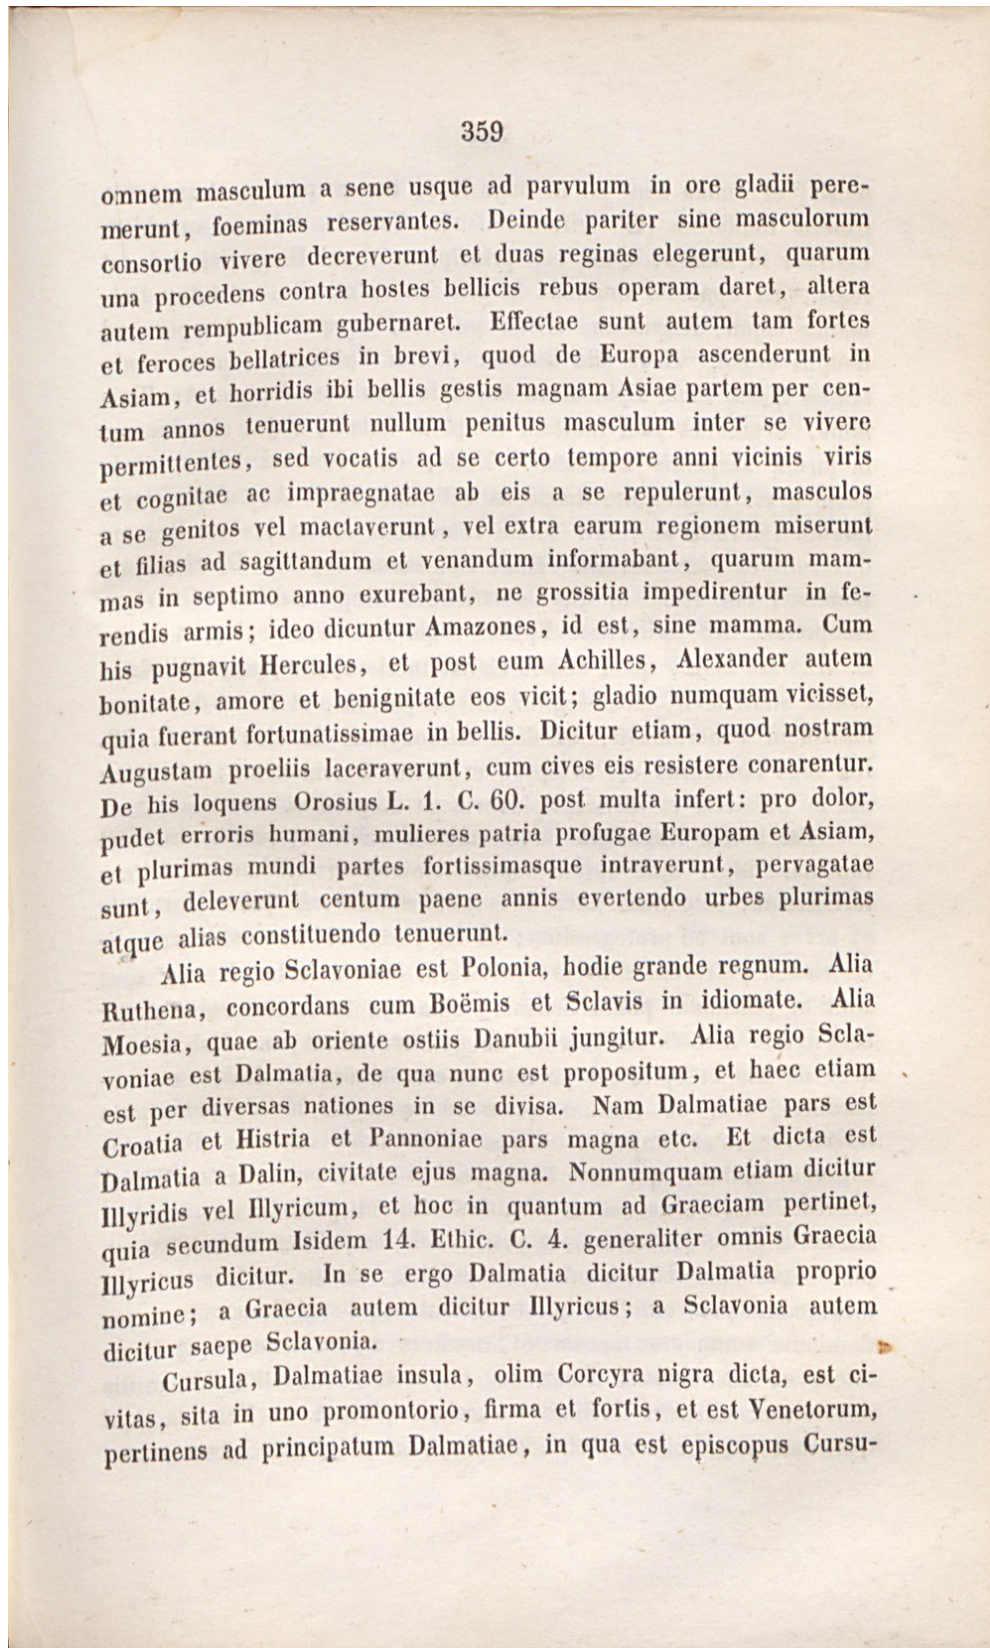 359
omnem masculum a sene usque ad parvulum in ore gladii pere-
merunt, foeminas reservantes. Deinde pariter sine masculorum
consortio vivere decreverunt et duas reginas elegerunt, quarum
una procedens contra hostes bellicis rebus operam daret, altera
autem rempublicam gubernaret. Effectae sunt autem tam fortes
et feroces bellatrices in brevi, quod de Europa ascenderunt in
Asiam, et horridis ibi bellis gestis magnam Asiae partem per cen-
tum annos tenuerunt nullum penitus masculum inter se vivere
permittentes, sed vocatis ad se certo tempore anni vicinis viris
et cognitae ac impraegnatae ab eis a se repulerunt, masculos
a se genitos vel mactaverunt, vel extra earum regionem miserunt
et filias ad sagittandum et venandum informabant, quarum mam-
mas in septimo anno exurebant, ne grossitia impedirentur in fe-
rendis armis; ideo dicuntur Amazones, id est, sine mamma. Cum
his pugnavit Hercules, et post eum Achilles, Alexander autem
bonitate, amore et benignitate eos vicit; gladio numquam vicisset,
quia fuerant fortunatissimae in bellis. Dicitur etiam, quod nostram
Augustam proeliis laceraverunt, cum cives eis resistere conarentur.
De his loquens Orosius L. 1. C. 60. post multa infert: pro dolor,
pudet erroris humani, mulieres patria profugae Europam et Asiam,
et plurimas mundi partes fortissimasque intraverunt, pervagatae
sunt, deleverunt centum paene annis evertendo urbes plurimas
atque alias constituendo tenuerunt.
Alia regio Sclavoniae est Polonia, hodie grande regnum. Alia
Ruthena, concordans cum Boëmis et Sclavis in idiomate. Alia
Moesia, quae ab oriente ostiis Danubii jungitur. Alia regio Scla-
voniae est Dalmatia, de qua nunc est propositum, et haec etiam
est per diversas nationes in se divisa. Nam Dalmatiae pars est
Croatia et Histria et Pannoniae pars magna etc. Et dicta est
Dalmatia a Dalin, civitate ejus magna. Nonnumquam etiam dicitur
Illyridis vel Illyricum, et hoc in quantum ad Graeciam pertinet,
quia secundum Isidem 14. Ethic. C. 4. generaliter omnis Graecia
Illyricus dicitur. In se ergo Dalmatia dicitur Dalmatia proprio
nomine; a Graecia autem dicitur Illyricus; a Sclavonia autem
dicitur saepe Sclavonia.
Cursula, Dalmatiae insula, olim Corcyra nigra dicta, est ci-
vitas, sita in uno promontorio, firma et fortis, et est Venetorum,
pertinens ad principatum Dalmatiae, in qua est episcopus Cursu-